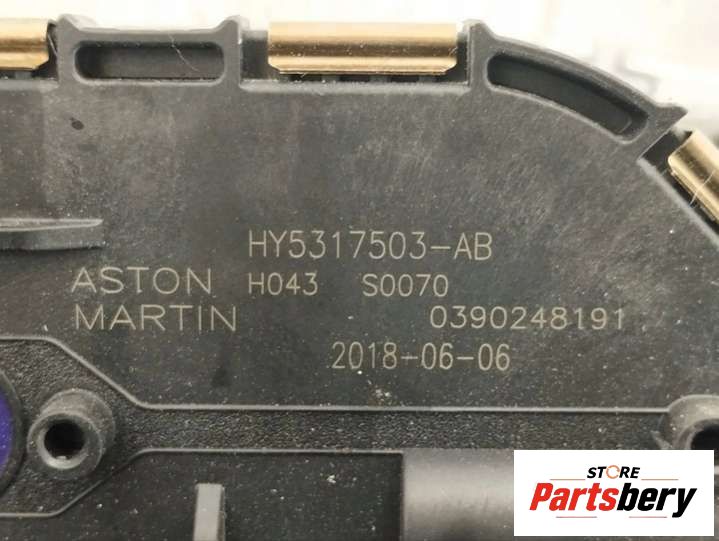 HY5317503-AB
ASTON H043 S0070
MARTIN 0390248191
2018-06-06
STORE
Partsbery